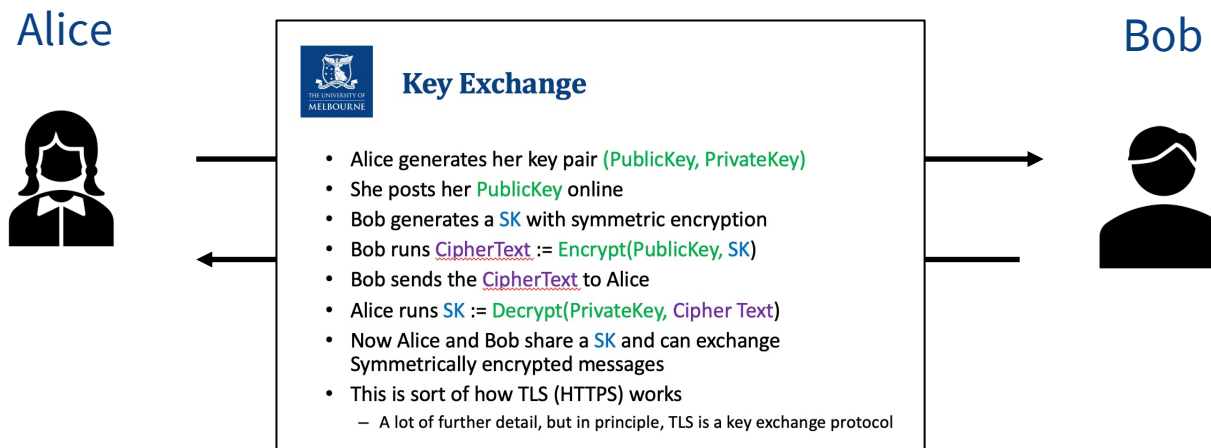 Alice
Bob
THE UNIVERSITY OF
MELBOURNE
Key Exchange
• Alice generates her key pair (PublicKey, PrivateKey)
• She posts her PublicKey online
• Bob generates a SK with symmetric encryption
• Bob runs CipherText := Encrypt(PublicKey, SK)
• Bob sends the CipherText to Alice
• Alice runs SK := Decrypt(PrivateKey, Cipher Text)
• Now Alice and Bob share a SK and can exchange
Symmetrically encrypted messages
• This is sort of how TLS (HTTPS) works
– A lot of further detail, but in principle, TLS is a key exchange protocol